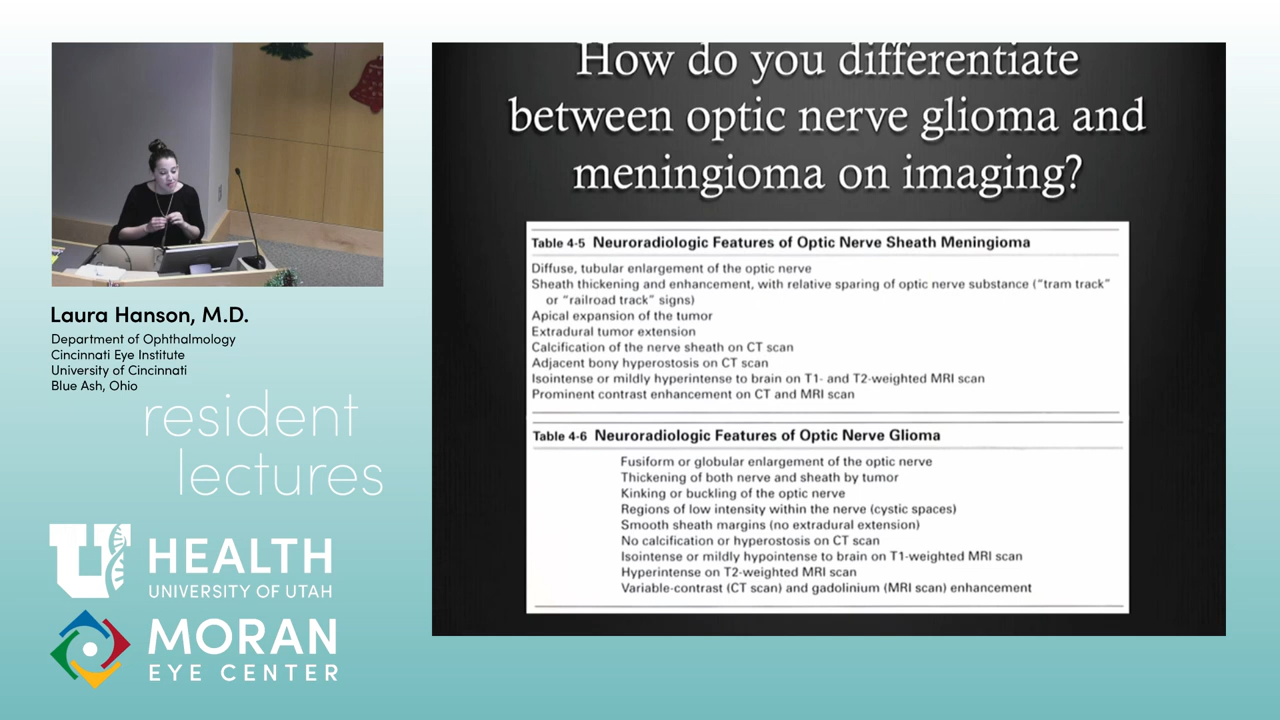 How do you differentiate
between optic nerve glioma and
meningioma on imaging?
Table 4-5 Neuroradiologic Features of Optic Nerve Sheath Meningioma
Diffuse, tubular enlargement of the optic nerve
Sheath thickening and enhancement, with relative sparing of optic nerve substance (“tram track”
or “railroad track” signs)
Apical expansion of the tumor
Extradural tumor extension
Calcification of the nerve sheath on CT scan
Adjacent bony hyperostosis on CT scan
Isointense or mildly hyperintense to brain on T1- and T2-weighted MRI scan
Prominent contrast enhancement on CT and MRI scan
Table 4-6 Neuroradiologic Features of Optic Nerve Glioma
Fusiform or globular enlargement of the optic nerve
Thickening of both nerve and sheath by tumor
Kinking or buckling of the optic nerve
Regions of low intensity within the nerve (cystic spaces)
Smooth sheath margins (no extradural extension)
No calcification or hyperostosis on CT scan
Isointense or mildly hypointense to brain on T1-weighted MRI scan
Hyperintense on T2-weighted MRI scan
Variable-contrast (CT scan) and gadolinium (MRI scan) enhancement
Laura Hanson, M.D.
Department of Ophthalmology
Cincinnati Eye Institute
University of Cincinnati
Blue Ash, Ohio
resident
lectures
U HEALTH
UNIVERSITY OF UTAH
MORAN
EYE CENTER